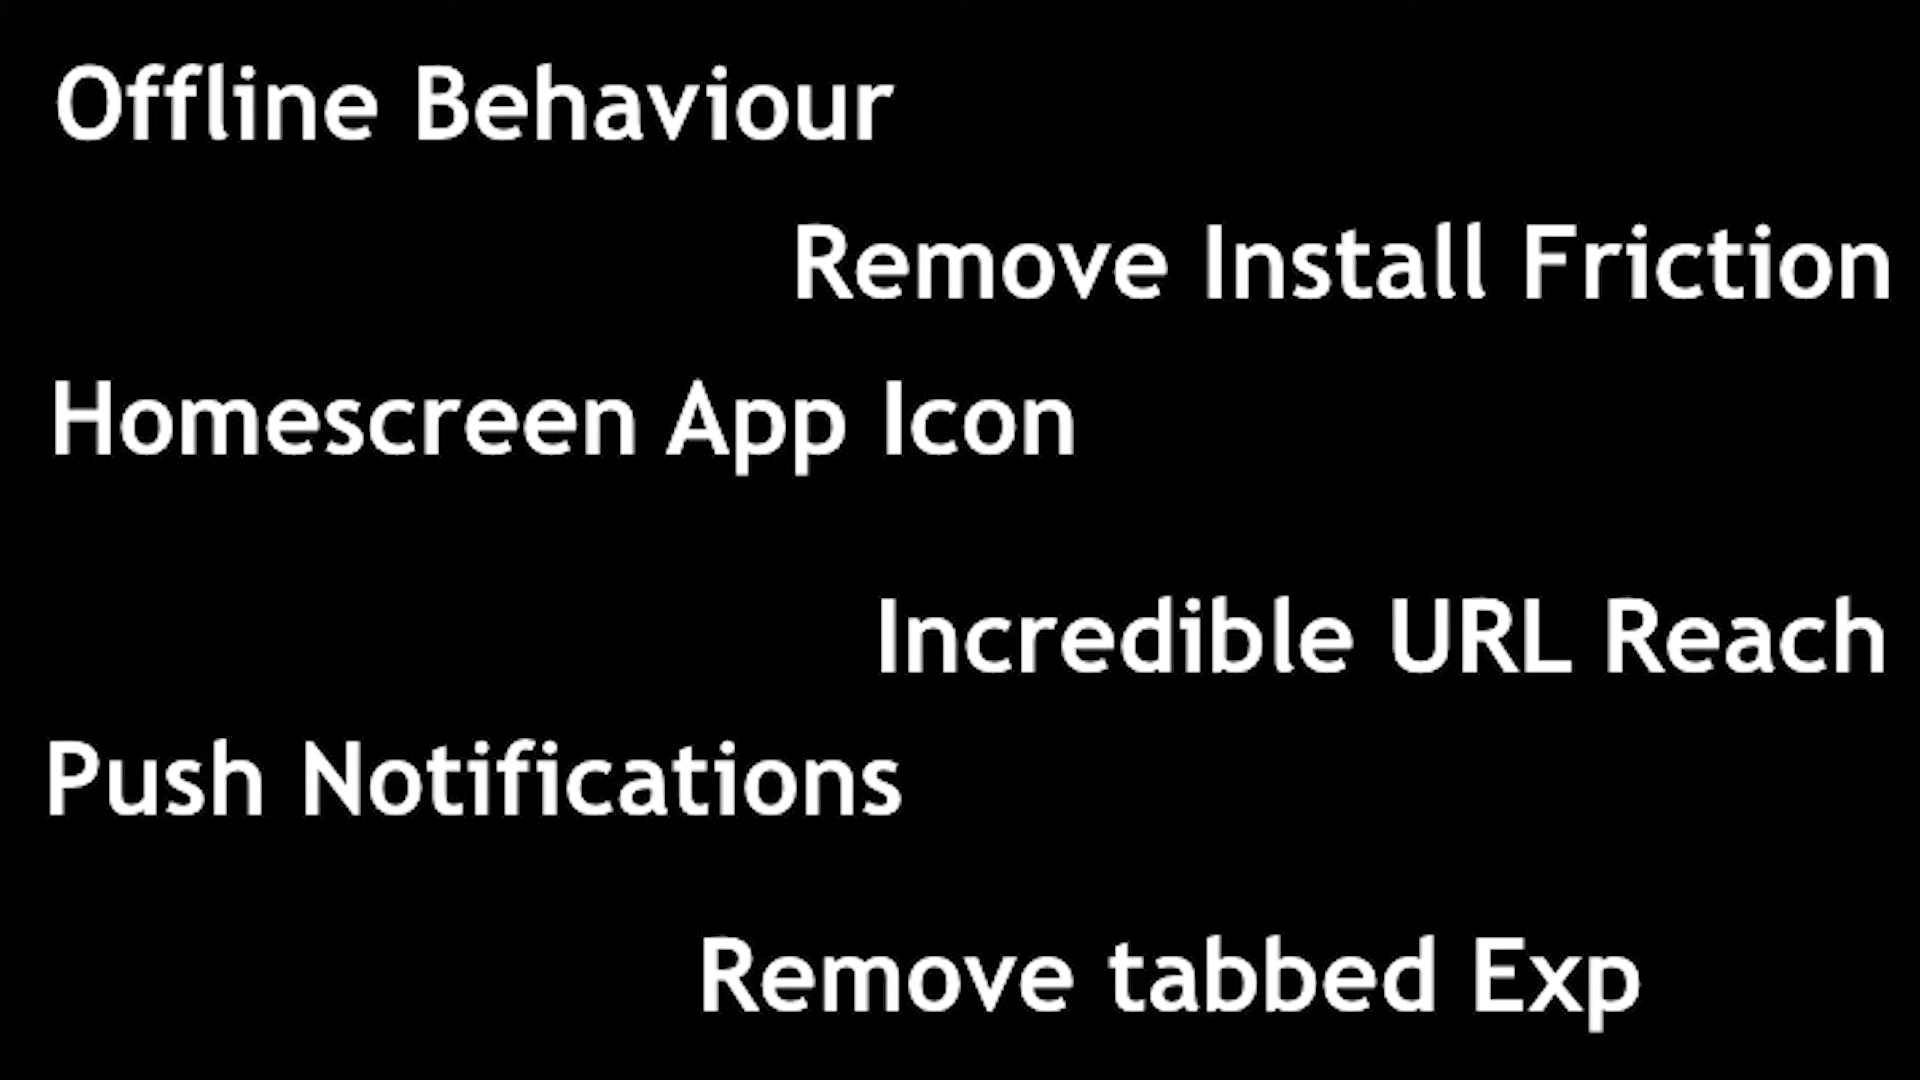 Offline Behaviour
Remove Install Friction
Homescreen App Icon
Incredible URL Reach
Push Notifications
Remove tabbed Exp